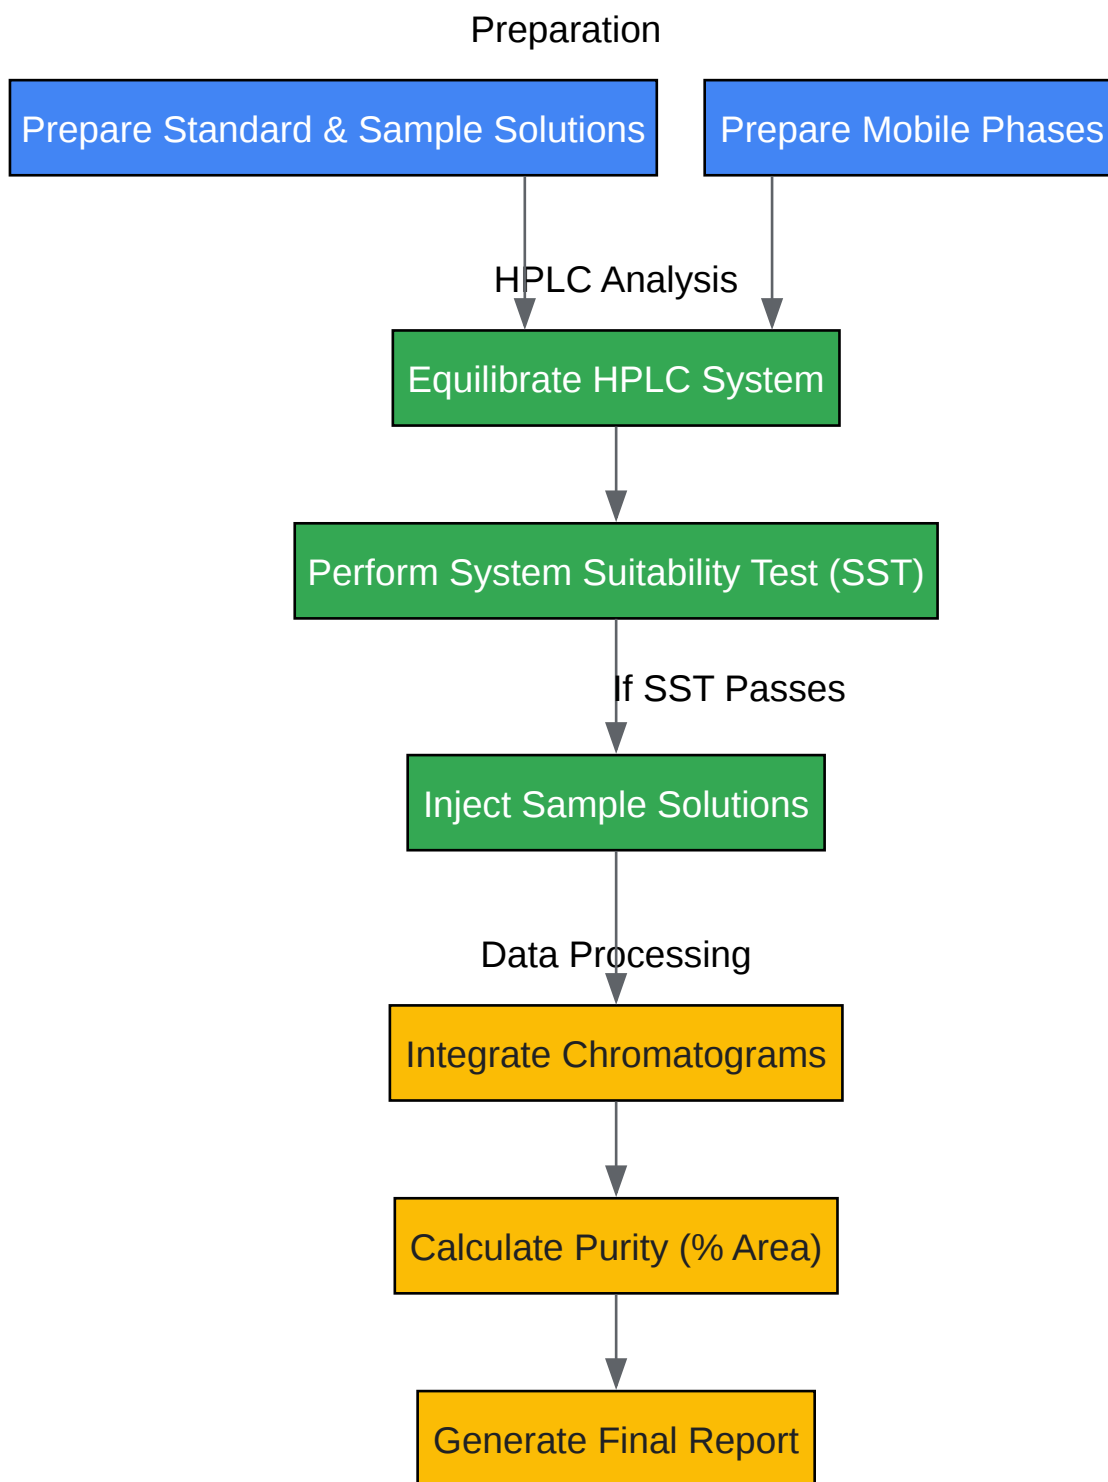 Preparation
Prepare Standard & Sample Solutions
Prepare Mobile Phases
HPLC Analysis
Equilibrate HPLC System
Perform System Suitability Test (SST)
If SST Passes
Inject Sample Solutions
Data Processing
Integrate Chromatograms
Calculate Purity (% Area)
Generate Final Report